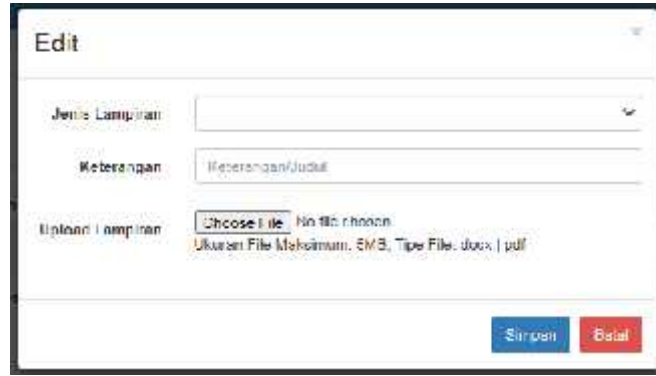 Edit
Jenis Lampiran
Keterangan
Keterangan/Judul
Upload Lampiran
Choose File No file chosen
Ukuran File Maksimum: 5MB, Tipe File: docx | pdf
Simpan
Batal